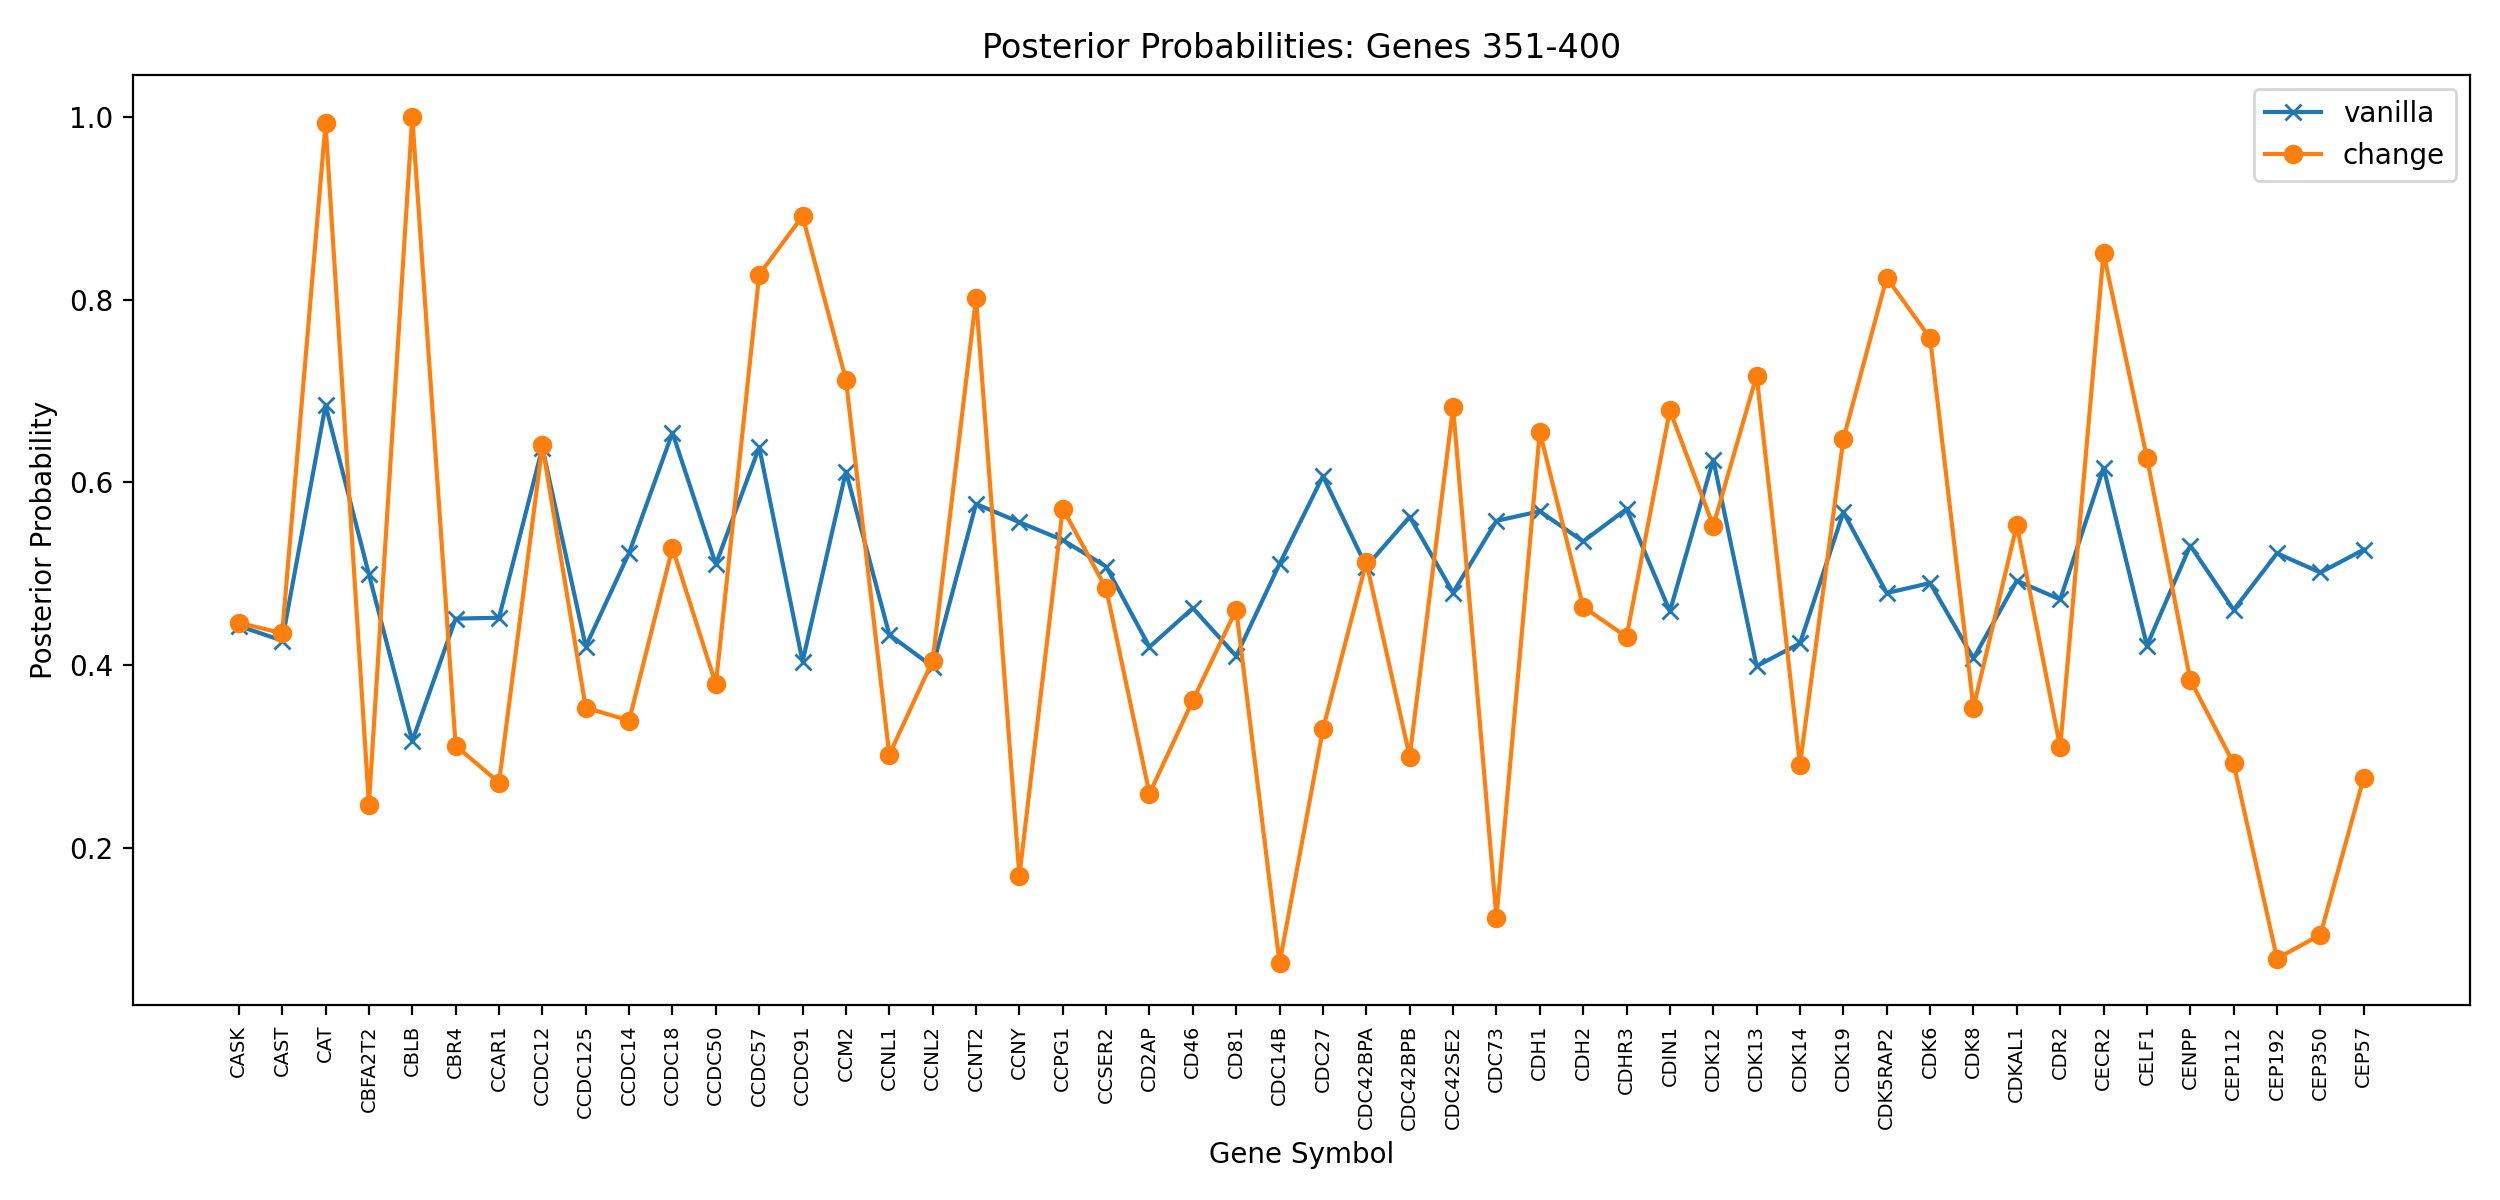 Posterior Probabilities: Genes 351-400
vanilla
change
Posterior Probability
1.0
0.8
0.6
0.4
0.2
CASK
CAST
CAT
CBFA2T2
CBLB
CBR4
CCAR1
CCDC12
CCDC125
CCDC14
CCDC18
CCDC50
CCDC57
CCDC91
CCM2
CCNL1
CCNL2
CCNT2
CCNY
CCPG1
CCSER2
CD2AP
CD46
CD81
CDC14B
CDC27
CDC42BPA
CDC42BPB
CDC42SE2
CDC73
CDH1
CDH2
CDHR3
CDIN1
CDK12
CDK13
CDK14
CDK19
CDK5RAP2
CDK6
CDK8
CDKAL1
CDR2
CECR2
CELF1
CENPP
CEP112
CEP192
CEP350
CEP57
Gene Symbol